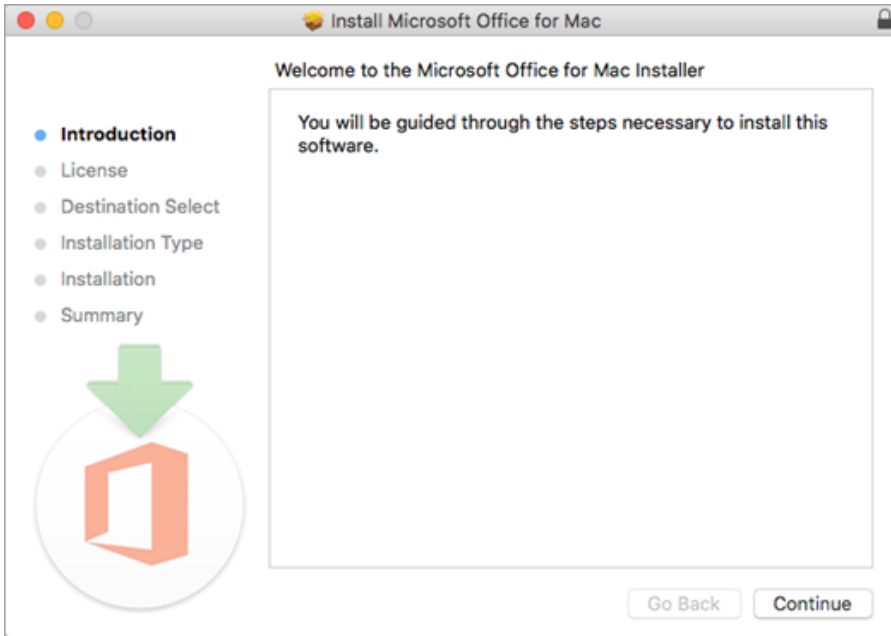 Install Microsoft Office for Mac
Welcome to the Microsoft Office for Mac Installer
Introduction
License
Destination Select
Installation Type
Installation
Summary
You will be guided through the steps necessary to install this
software.
Go Back
Continue